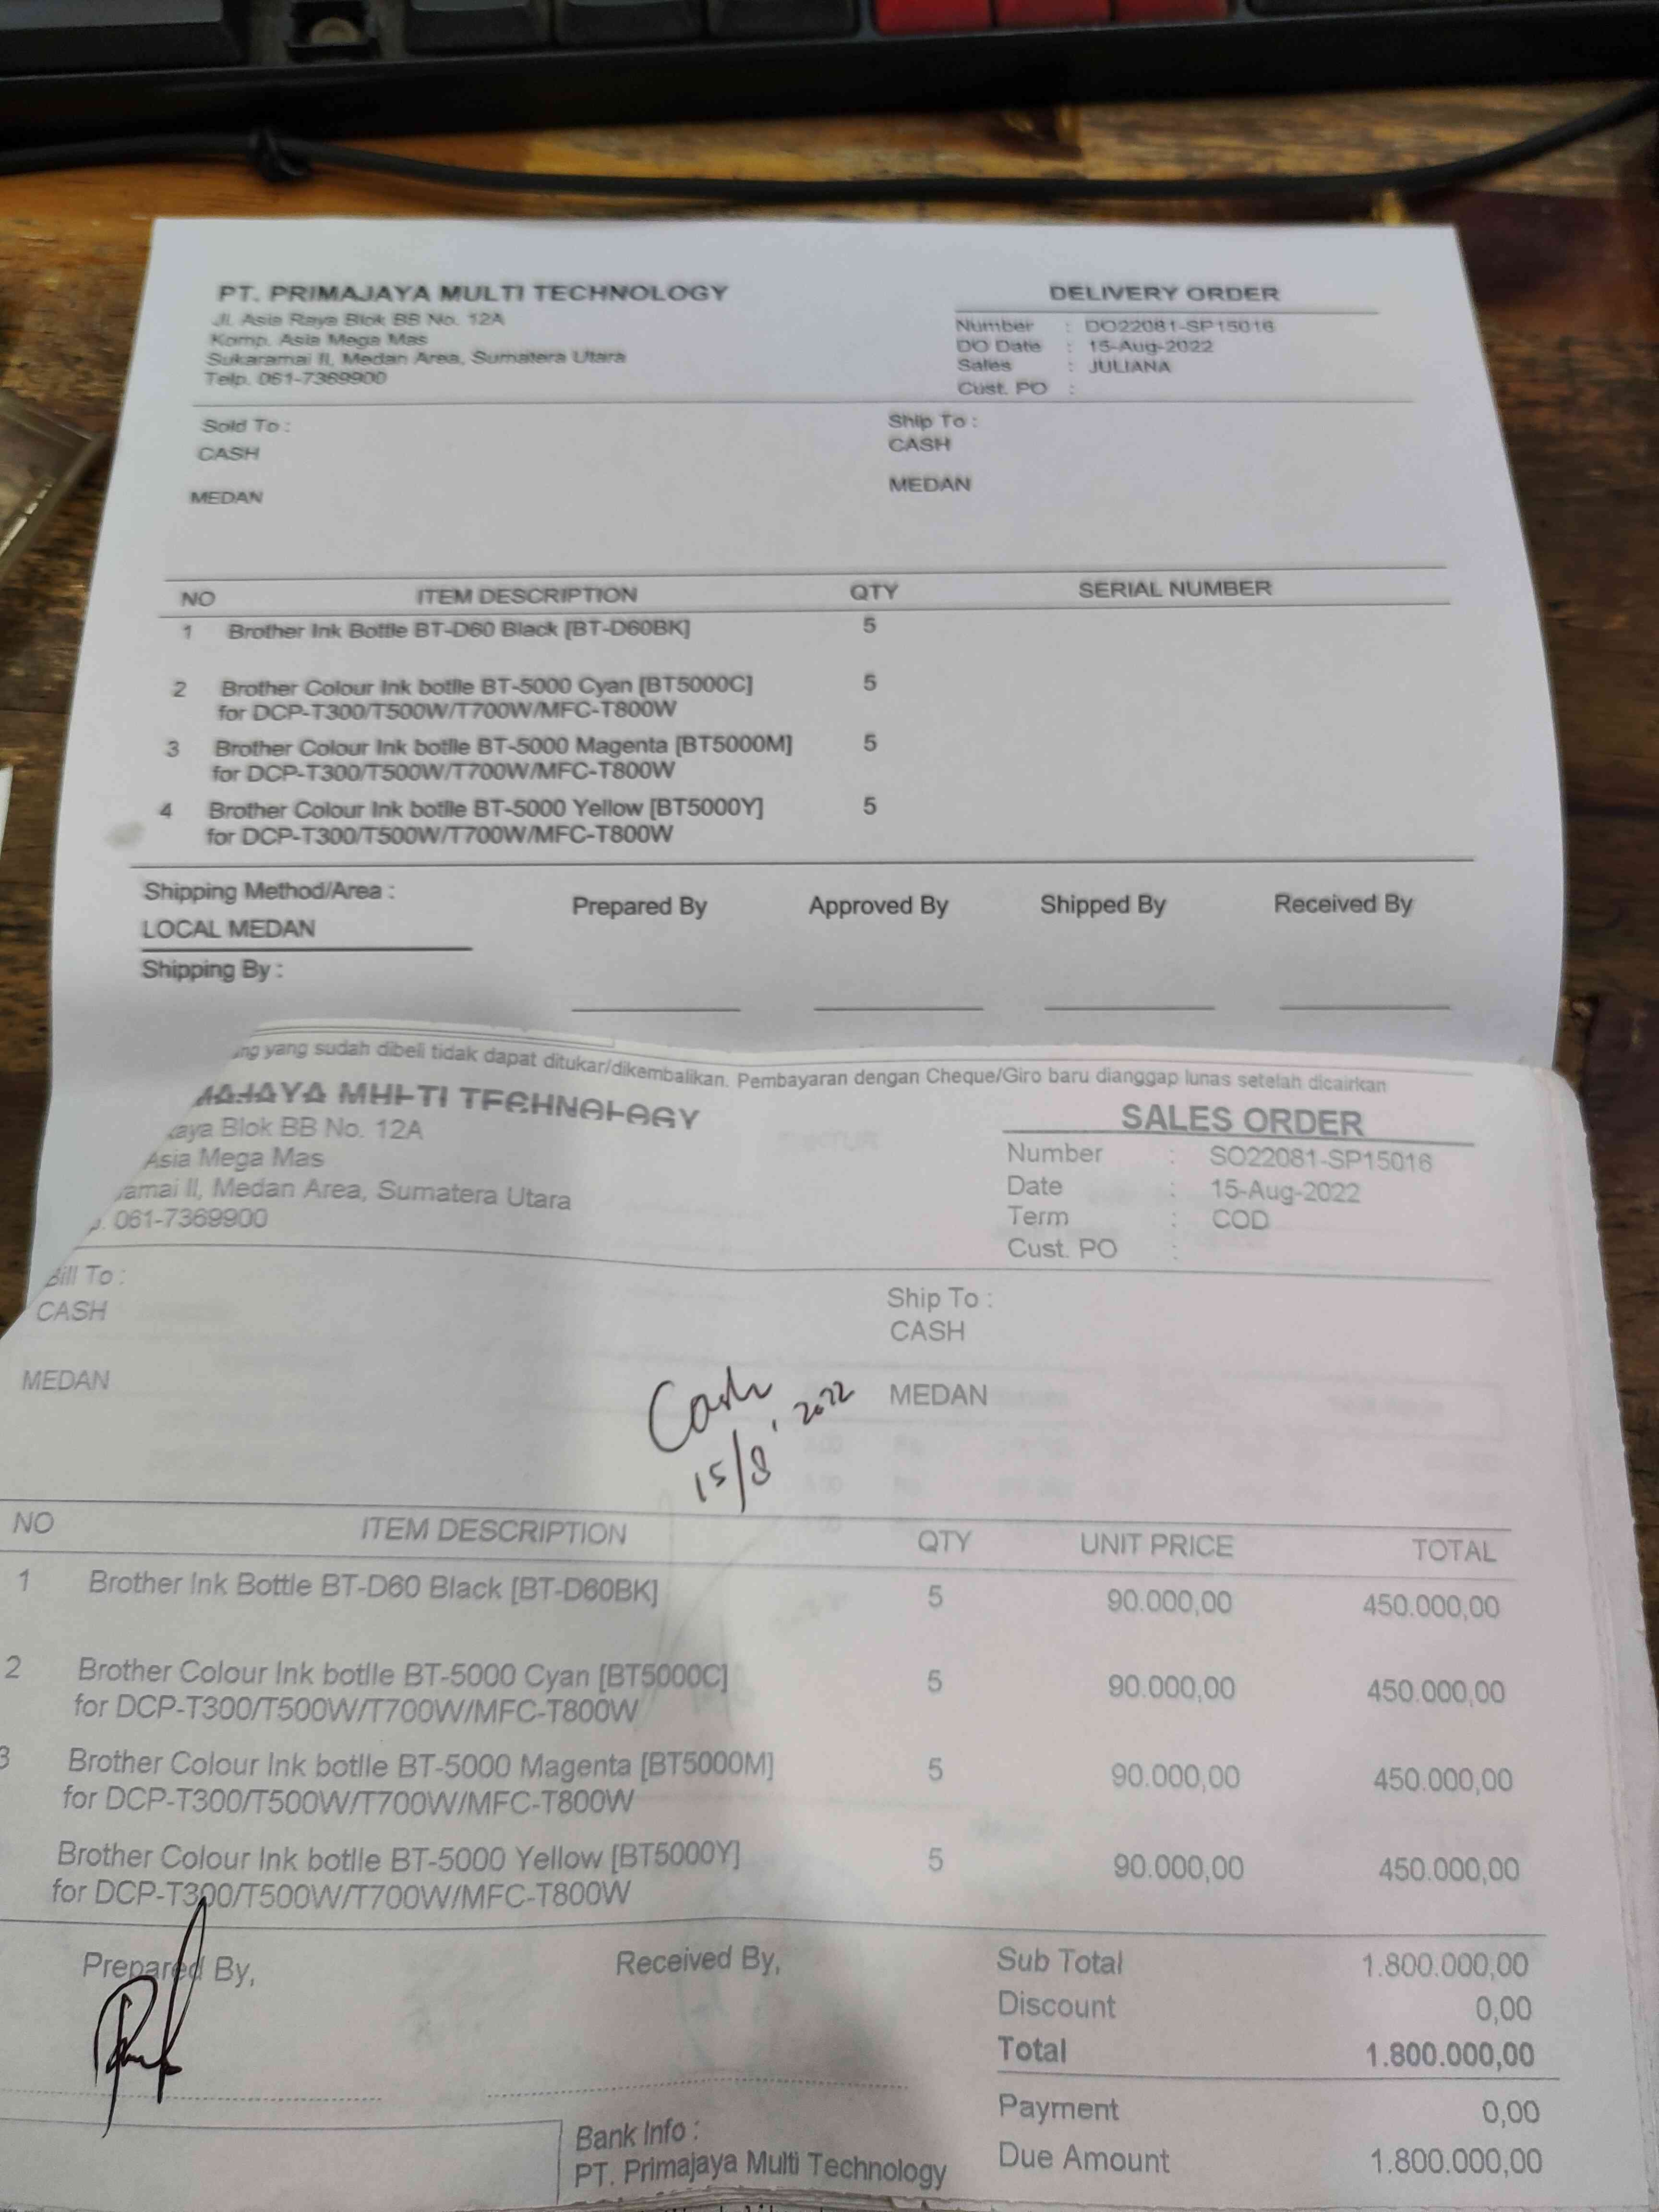 PT. PRIMAJAYA MULTI TECHNOLOGY
Jl. Asia Raya Blok BB No. 12A
Komp. Asia Mega Mas
Sukaramai II, Medan Area, Sumatera Utara
Telp. 061-7369900
DELIVERY ORDER
Number : DO22081-SP15016
DO Date : 15-Aug-2022
Sales : JULIANA
Cust. PO :
Sold To :
CASH
MEDAN
Ship To :
CASH
MEDAN
NO ITEM DESCRIPTION QTY SERIAL NUMBER
1 Brother Ink Bottle BT-D60 Black [BT-D60BK] 5
2 Brother Colour Ink botlle BT-5000 Cyan [BT5000C] 5
for DCP-T300/T500W/T700W/MFC-T800W
3 Brother Colour Ink botlle BT-5000 Magenta [BT5000M] 5
for DCP-T300/T500W/T700W/MFC-T800W
4 Brother Colour Ink botlle BT-5000 Yellow [BT5000Y] 5
for DCP-T300/T500W/T700W/MFC-T800W
Shipping Method/Area :
LOCAL MEDAN
Shipping By :
Prepared By Approved By Shipped By Received By
yang sudah dibeli tidak dapat ditukar/dikembalikan. Pembayaran dengan Cheque/Giro baru dianggap lunas setelah dicairkan
MAJAYA MULTI TECHNOLOGY
aya Blok BB No. 12A
Asia Mega Mas
amai II, Medan Area, Sumatera Utara
. 061-7369900
SALES ORDER
Number : SO22081-SP15016
Date : 15-Aug-2022
Term : COD
Cust. PO :
Bill To :
CASH
MEDAN
Ship To :
CASH
MEDAN
Cash
15/8, 2022
NO ITEM DESCRIPTION QTY UNIT PRICE TOTAL
1 Brother Ink Bottle BT-D60 Black [BT-D60BK] 5 90.000,00 450.000,00
2 Brother Colour Ink botlle BT-5000 Cyan [BT5000C] 5 90.000,00 450.000,00
for DCP-T300/T500W/T700W/MFC-T800W
3 Brother Colour Ink botlle BT-5000 Magenta [BT5000M] 5 90.000,00 450.000,00
for DCP-T300/T500W/T700W/MFC-T800W
Brother Colour Ink botlle BT-5000 Yellow [BT5000Y] 5 90.000,00 450.000,00
for DCP-T300/T500W/T700W/MFC-T800W
Prepared By,
Received By,
Sub Total 1.800.000,00
Discount 0,00
Total 1.800.000,00
Payment 0,00
Due Amount 1.800.000,00
Bank Info :
PT. Primajaya Multi Technology